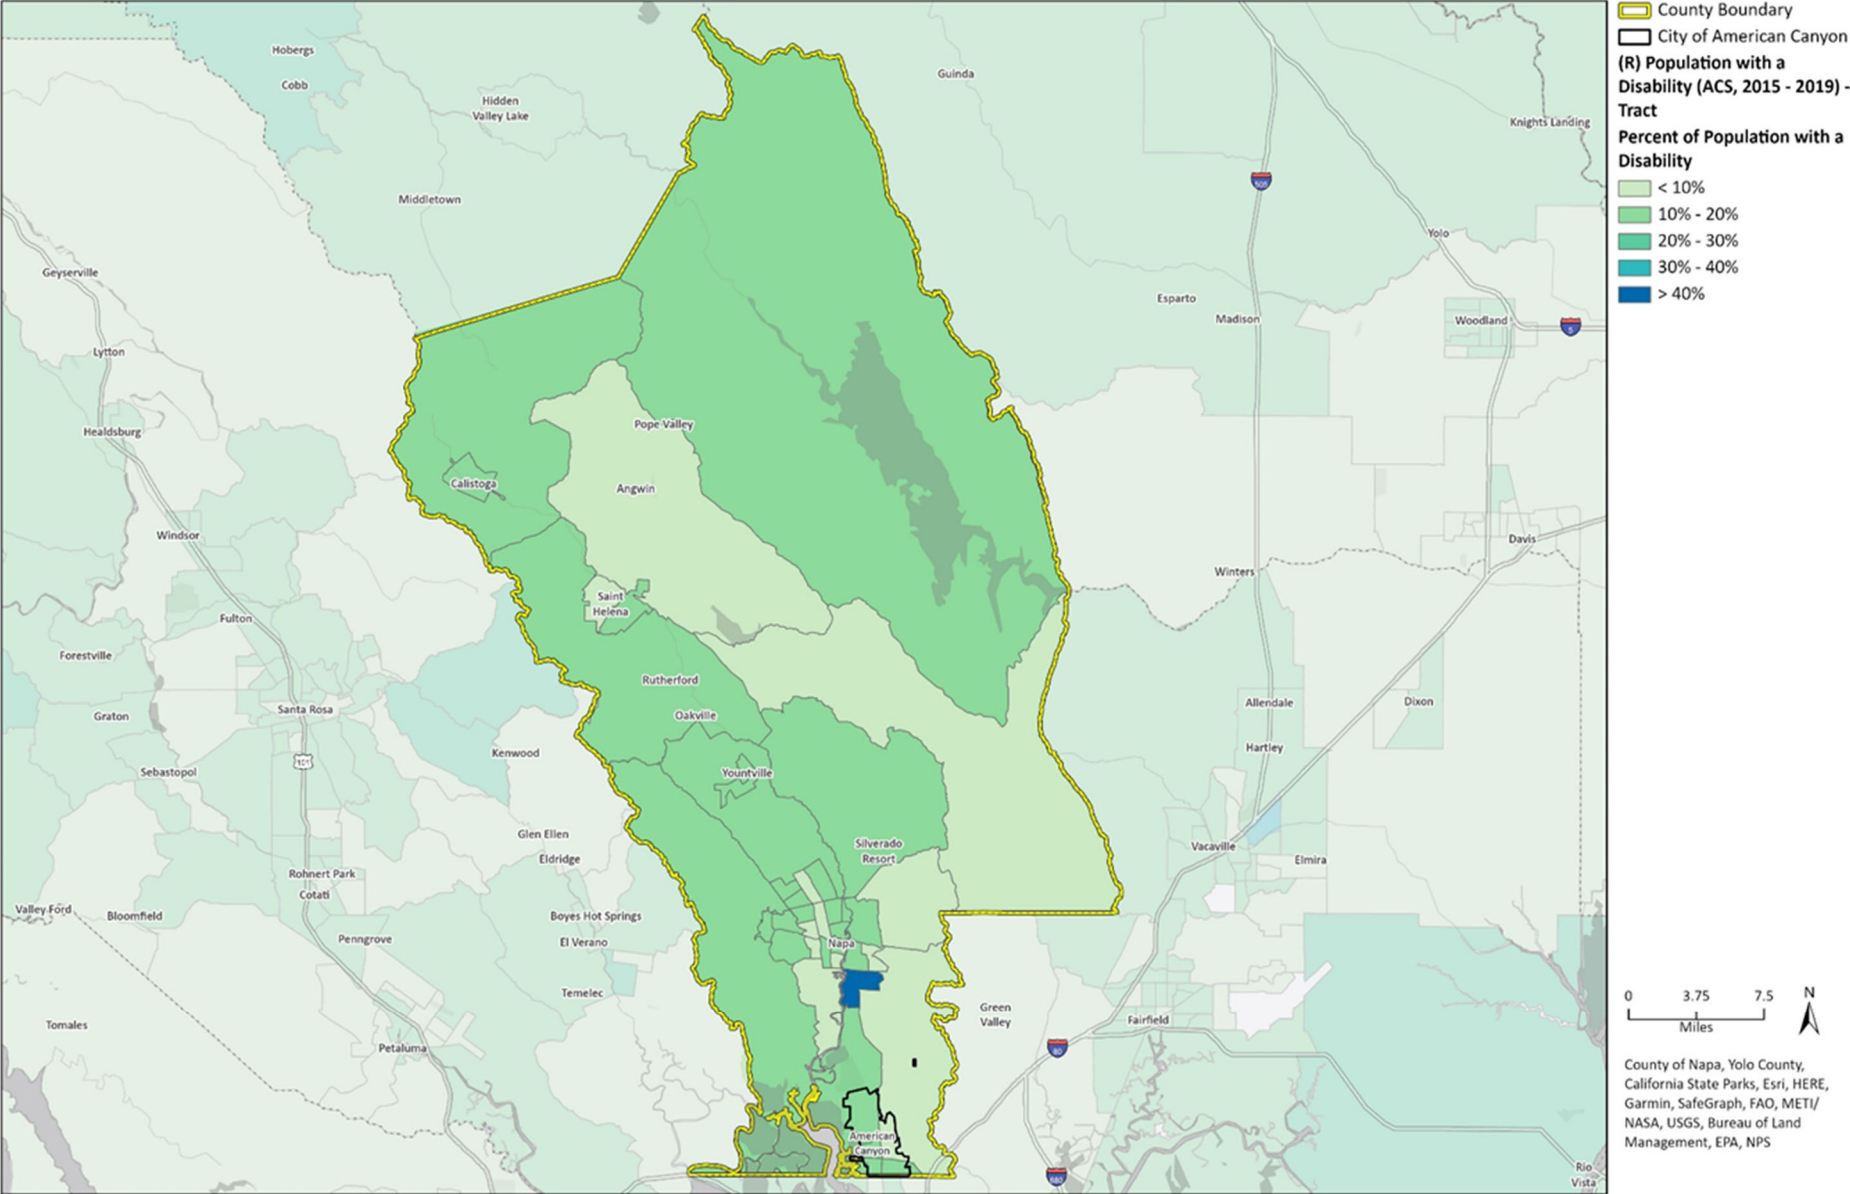 County Boundary
City of American Canyon
(R) Population with a
Disability (ACS, 2015 - 2019) -
Tract
Percent of Population with a
Disability
< 10%
10% - 20%
20% - 30%
30% - 40%
> 40%
Hobergs
Cobb
Hidden
Valley Lake
Guinda
Knights Landing
Middletown
505
Yolo
Geyserville
Esparto
Madison
Woodland
5
Lytton
Healdsburg
Pope Valley
Calistoga
Angwin
Windsor
Davis
Winters
Saint
Helena
Fulton
Forestville
Rutherford
Santa Rosa
Graton
Oakville
Allendale
Dixon
Kenwood
Hartley
101
Sebastopol
Yountville
Glen Ellen
Eldridge
Silverado
Resort
Vacaville
Elmira
Rohnert Park
Cotati
Valley Ford
Bloomfield
Boyes Hot Springs
El Verano
Penngrove
Napa
Temelec
Green
Valley
Fairfield
Tomales
Petaluma
80
American
Canyon
680
Rio
Vista
0 3.75 7.5
Miles
N
County of Napa, Yolo County,
California State Parks, Esri, HERE,
Garmin, SafeGraph, FAO, METI/
NASA, USGS, Bureau of Land
Management, EPA, NPS